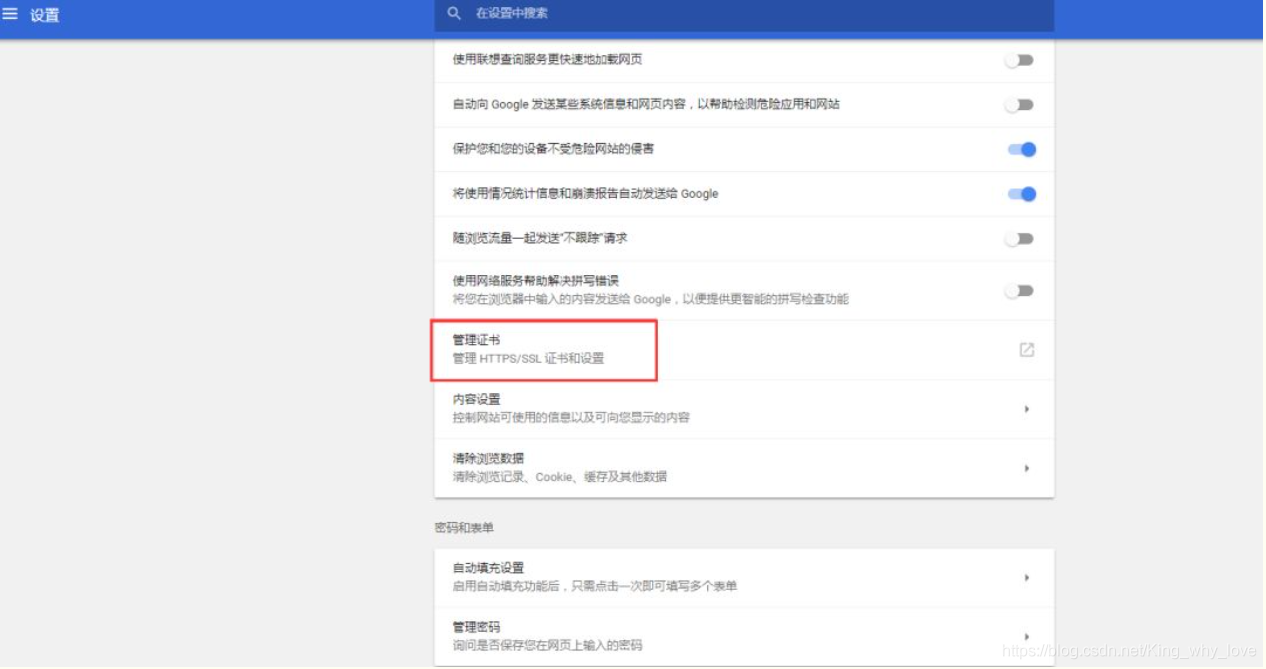 设置
在设置中搜索
使用联想查询服务更快速地加载网页
自动向 Google 发送某些系统信息和网页内容，以帮助检测危险应用和网站
保护您和您的设备不受危险网站的侵害
将使用情况统计信息和崩溃报告自动发送给 Google
随浏览流量一起发送“不跟踪”请求
使用网络服务帮助解决拼写错误
将您在浏览器中输入的内容发送给 Google，以便提供更智能的拼写检查功能
管理证书
管理 HTTPS/SSL 证书和设置
内容设置
控制网站可使用的信息以及可向您显示的内容
清除浏览数据
清除浏览记录、Cookie、缓存及其他数据
密码和表单
自动填充设置
启用自动填充功能后，只需点击一次即可填写多个表单
管理密码
询问是否保存您在网页上输入的密码
https://blog.csdn.net/King_why_love